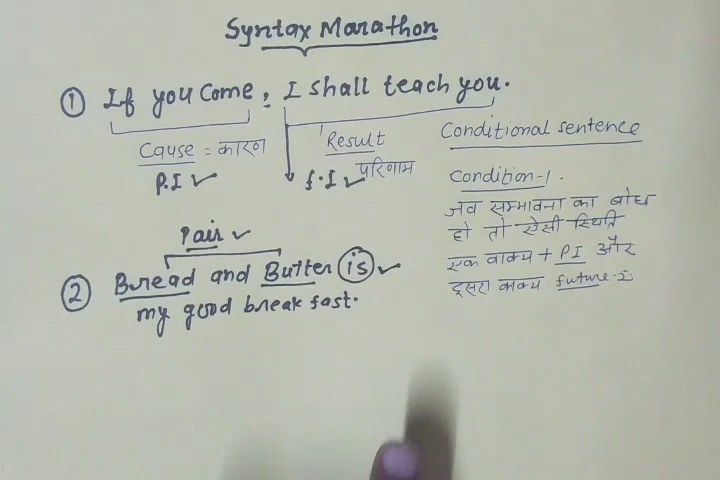 Syntax Marathon
① If you come, I shall teach you.
Cause = कारण
P.I ✓
Result
परिणाम
f.I ✓
Conditional sentence
Condition-1.
जब सम्भावना का बोध
हो तो ऐसी स्थिति
एक वाक्य + PI और
दूसरा वाक्य future-I
Pair ✓
② Bread and Butter is ✓
my good break fast.